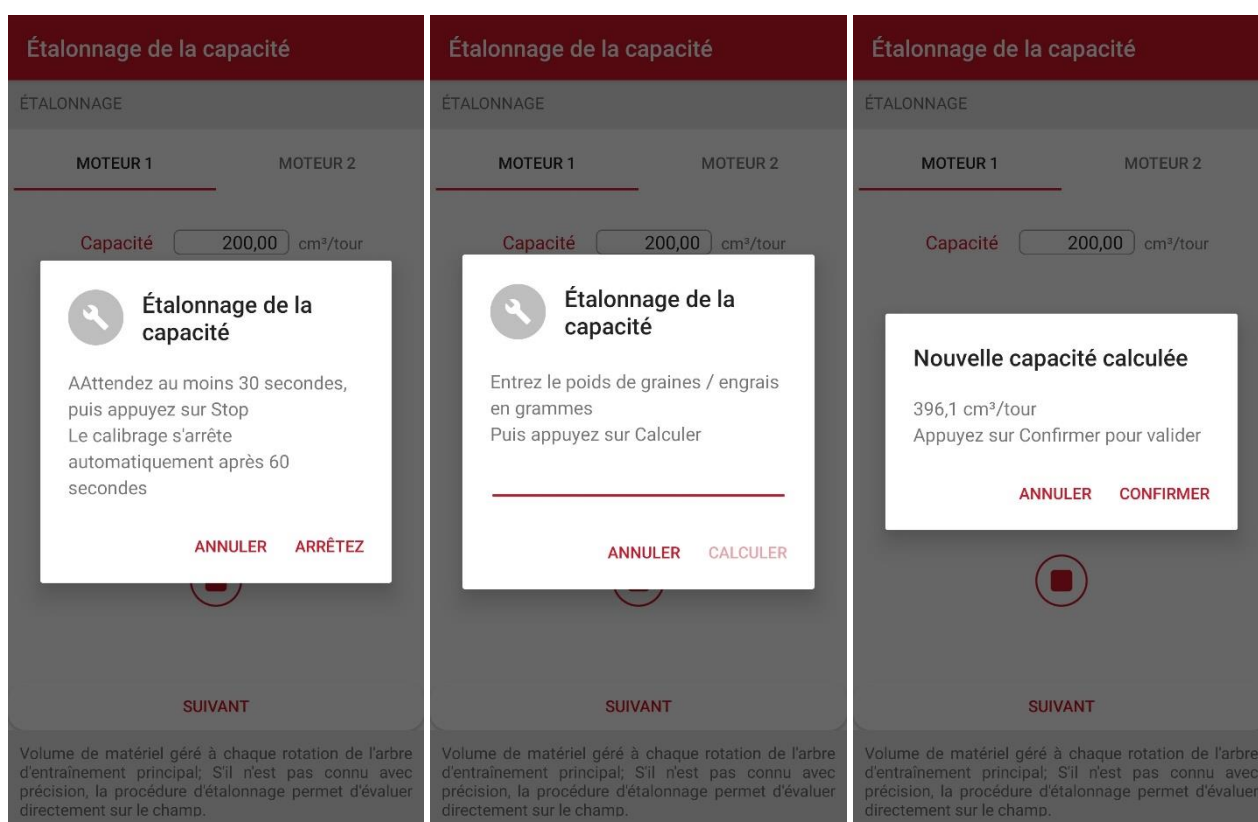 Étalonnage de la capacité
ÉTALONNAGE
MOTEUR 1 MOTEUR 2
Capacité 200,00 cm³/tour
Étalonnage de la
capacité
AAttendez au moins 30 secondes,
puis appuyez sur Stop
Le calibrage s'arrête
automatiquement après 60
secondes
ANNULER ARRÊTEZ
SUIVANT
Volume de matériel géré à chaque rotation de l'arbre
d'entraînement principal; S'il n'est pas connu avec
précision, la procédure d'étalonnage permet d'évaluer
directement sur le champ.
Étalonnage de la capacité
ÉTALONNAGE
MOTEUR 1 MOTEUR 2
Capacité 200,00 cm³/tour
Étalonnage de la
capacité
Entrez le poids de graines / engrais
en grammes
Puis appuyez sur Calculer
ANNULER CALCULER
SUIVANT
Volume de matériel géré à chaque rotation de l'arbre
d'entraînement principal; S'il n'est pas connu avec
précision, la procédure d'étalonnage permet d'évaluer
directement sur le champ.
Étalonnage de la capacité
ÉTALONNAGE
MOTEUR 1 MOTEUR 2
Capacité 200,00 cm³/tour
Nouvelle capacité calculée
396,1 cm³/tour
Appuyez sur Confirmer pour valider
ANNULER CONFIRMER
SUIVANT
Volume de matériel géré à chaque rotation de l'arbre
d'entraînement principal; S'il n'est pas connu avec
précision, la procédure d'étalonnage permet d'évaluer
directement sur le champ.